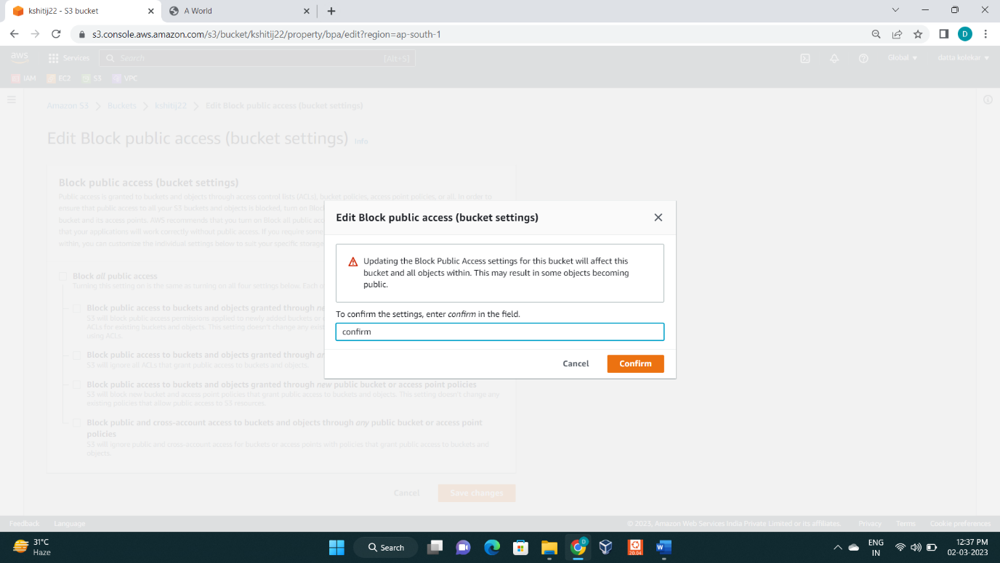 kshitij22 - S3 bucket
A World
s3.console.aws.amazon.com/s3/bucket/kshitij22/property/bpa/edit?region=ap-south-1
D
aws
Services
Search
[Alt+S]
Global
datta kolekar
IAM
EC2
S3
VPC
Amazon S3
Buckets
kshitij22
Edit Block public access (bucket settings)
Edit Block public access (bucket settings) Info
Block public access (bucket settings)
Public access is granted to buckets and objects through access control lists (ACLs), bucket policies, access point policies, or all. In order to
ensure that public access to all your S3 buckets and objects is blocked, turn on Bloc
bucket and its access points. AWS recommends that you turn on Block all public acc
that your applications will work correctly without public access. If you require some
within, you can customize the individual settings below to suit your specific storage
Block all public access
Turning this setting on is the same as turning on all four settings below. Each o
Block public access to buckets and objects granted through ne
S3 will block public access permissions applied to newly added buckets or
ACLs for existing buckets and objects. This setting doesn't change any exist
using ACLs.
Block public access to buckets and objects granted through an
S3 will ignore all ACLs that grant public access to buckets and objects.
Block public access to buckets and objects granted through new public bucket or access point policies
S3 will block new bucket and access point policies that grant public access to buckets and objects. This setting doesn't change any
existing policies that allow public access to S3 resources.
Block public and cross-account access to buckets and objects through any public bucket or access point
policies
S3 will ignore public and cross-account access for buckets or access points with policies that grant public access to buckets and
objects.
Cancel
Save changes
Edit Block public access (bucket settings)
Updating the Block Public Access settings for this bucket will affect this
bucket and all objects within. This may result in some objects becoming
public.
To confirm the settings, enter confirm in the field.
confirm
Cancel
Confirm
Feedback
Language
© 2023, Amazon Web Services India Private Limited or its affiliates.
Privacy
Terms
Cookie preferences
31°C
Haze
Search
D
20.04
W
ENG
IN
12:37 PM
02-03-2023